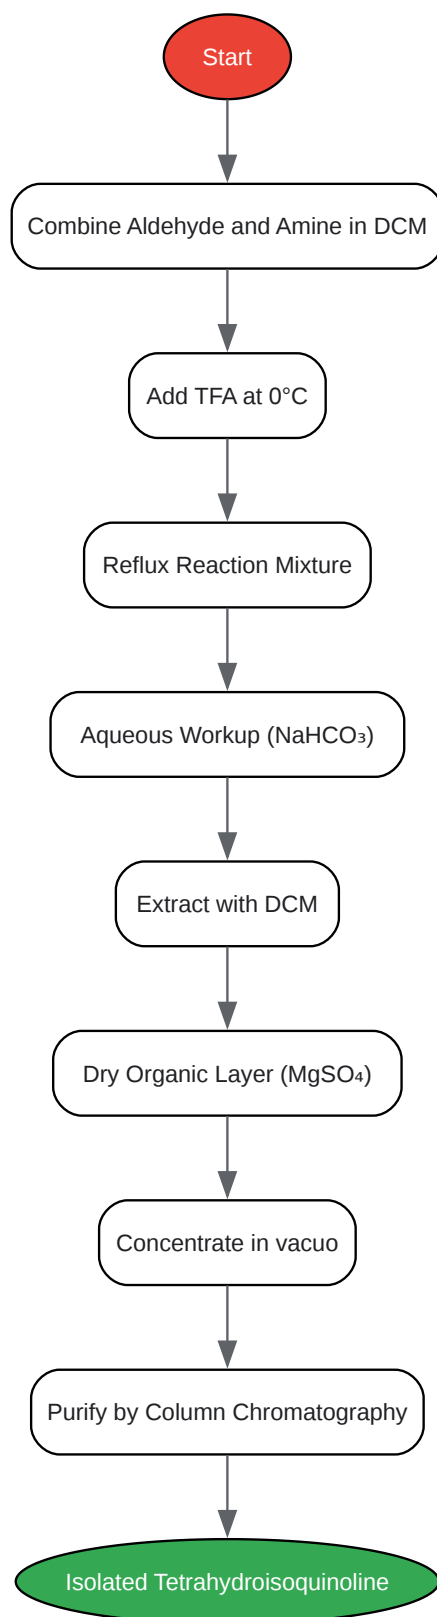 Start
Combine Aldehyde and Amine in DCM
Add TFA at 0°C
Reflux Reaction Mixture
Aqueous Workup (NaHCO₃)
Extract with DCM
Dry Organic Layer (MgSO₄)
Concentrate in vacuo
Purify by Column Chromatography
Isolated Tetrahydroisoquinoline